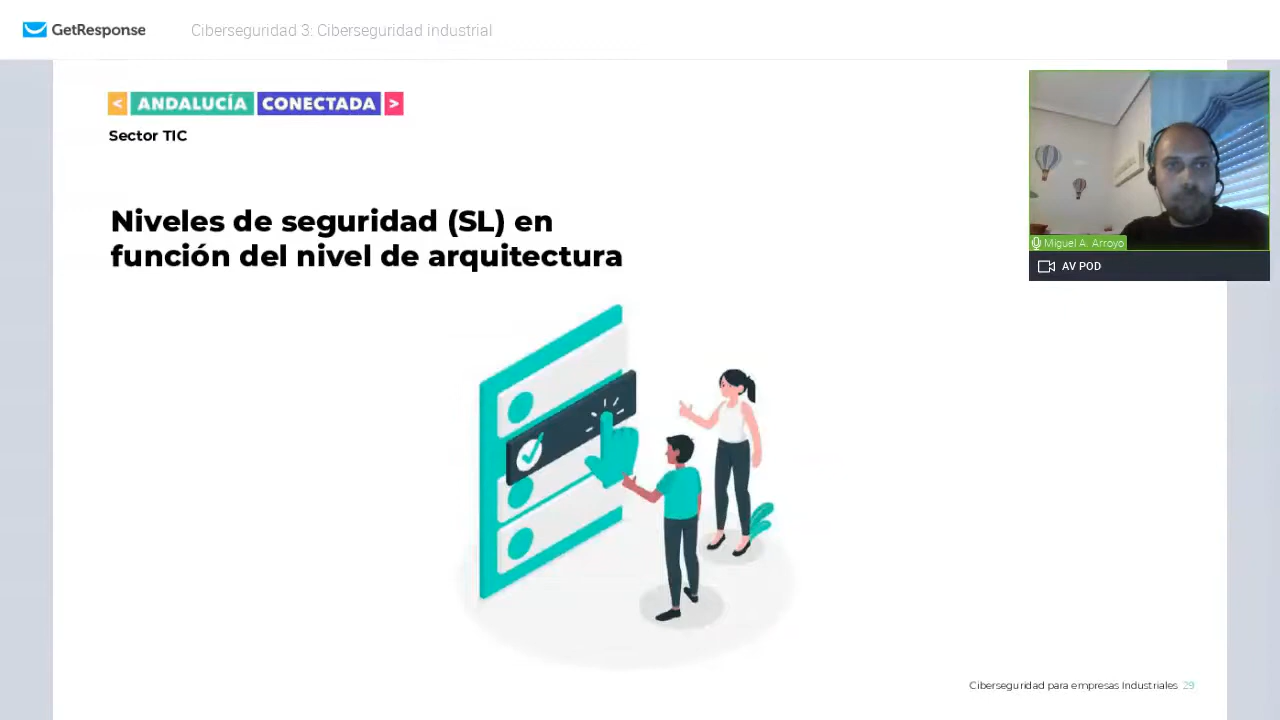 GetResponse
Ciberseguridad 3: Ciberseguridad industrial
< ANDALUCÍA CONECTADA >
Sector TIC
Niveles de seguridad (SL) en
función del nivel de arquitectura
Miguel A. Arroyo
AV POD
Ciberseguridad para empresas Industriales 29